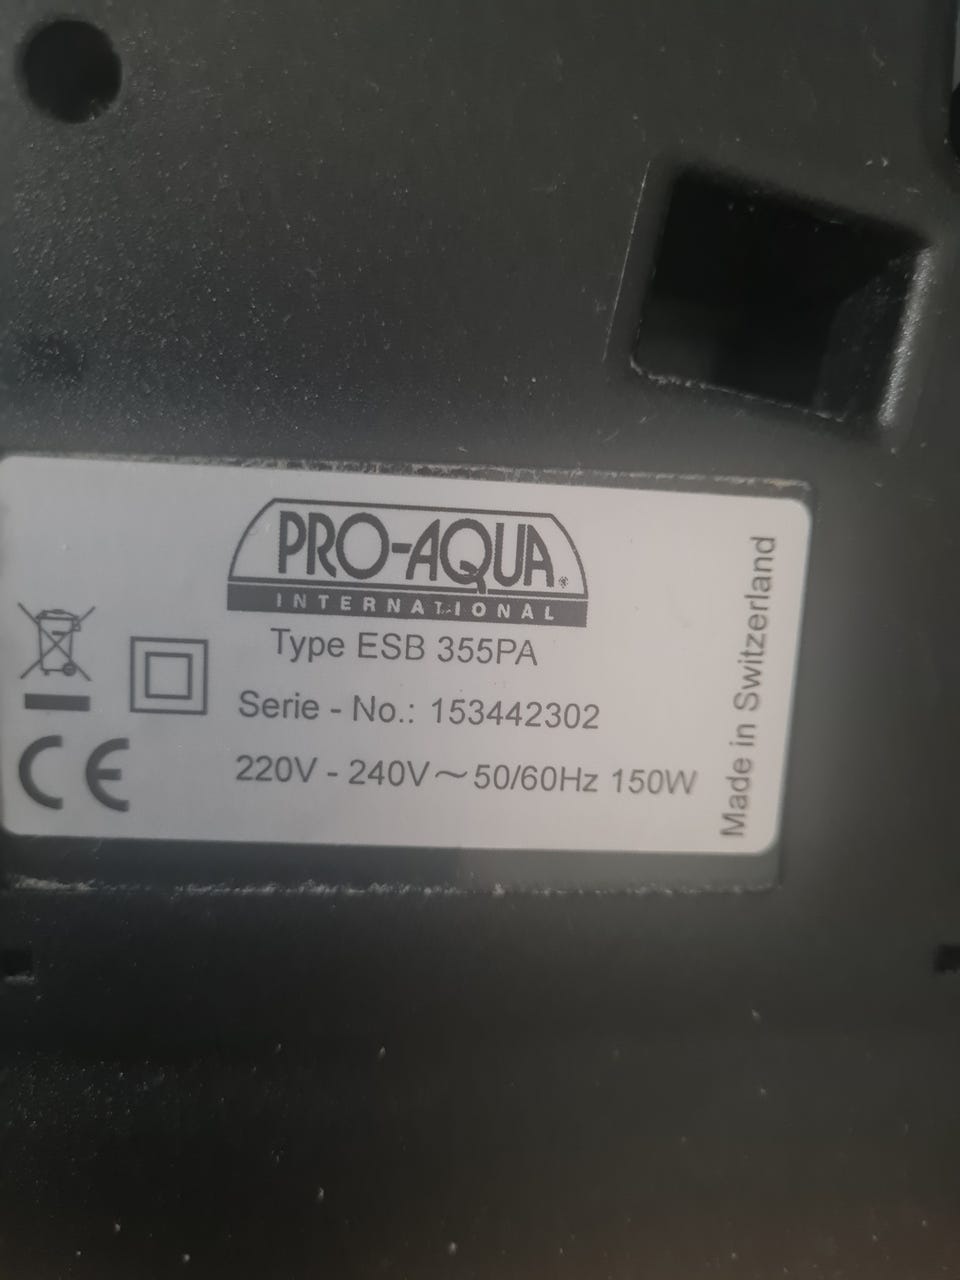 PRO-AQUA®
INTERNATIONAL
Type ESB 355PA
Serie - No.: 153442302
220V - 240V~50/60Hz 150W
CE
Made in Switzerland